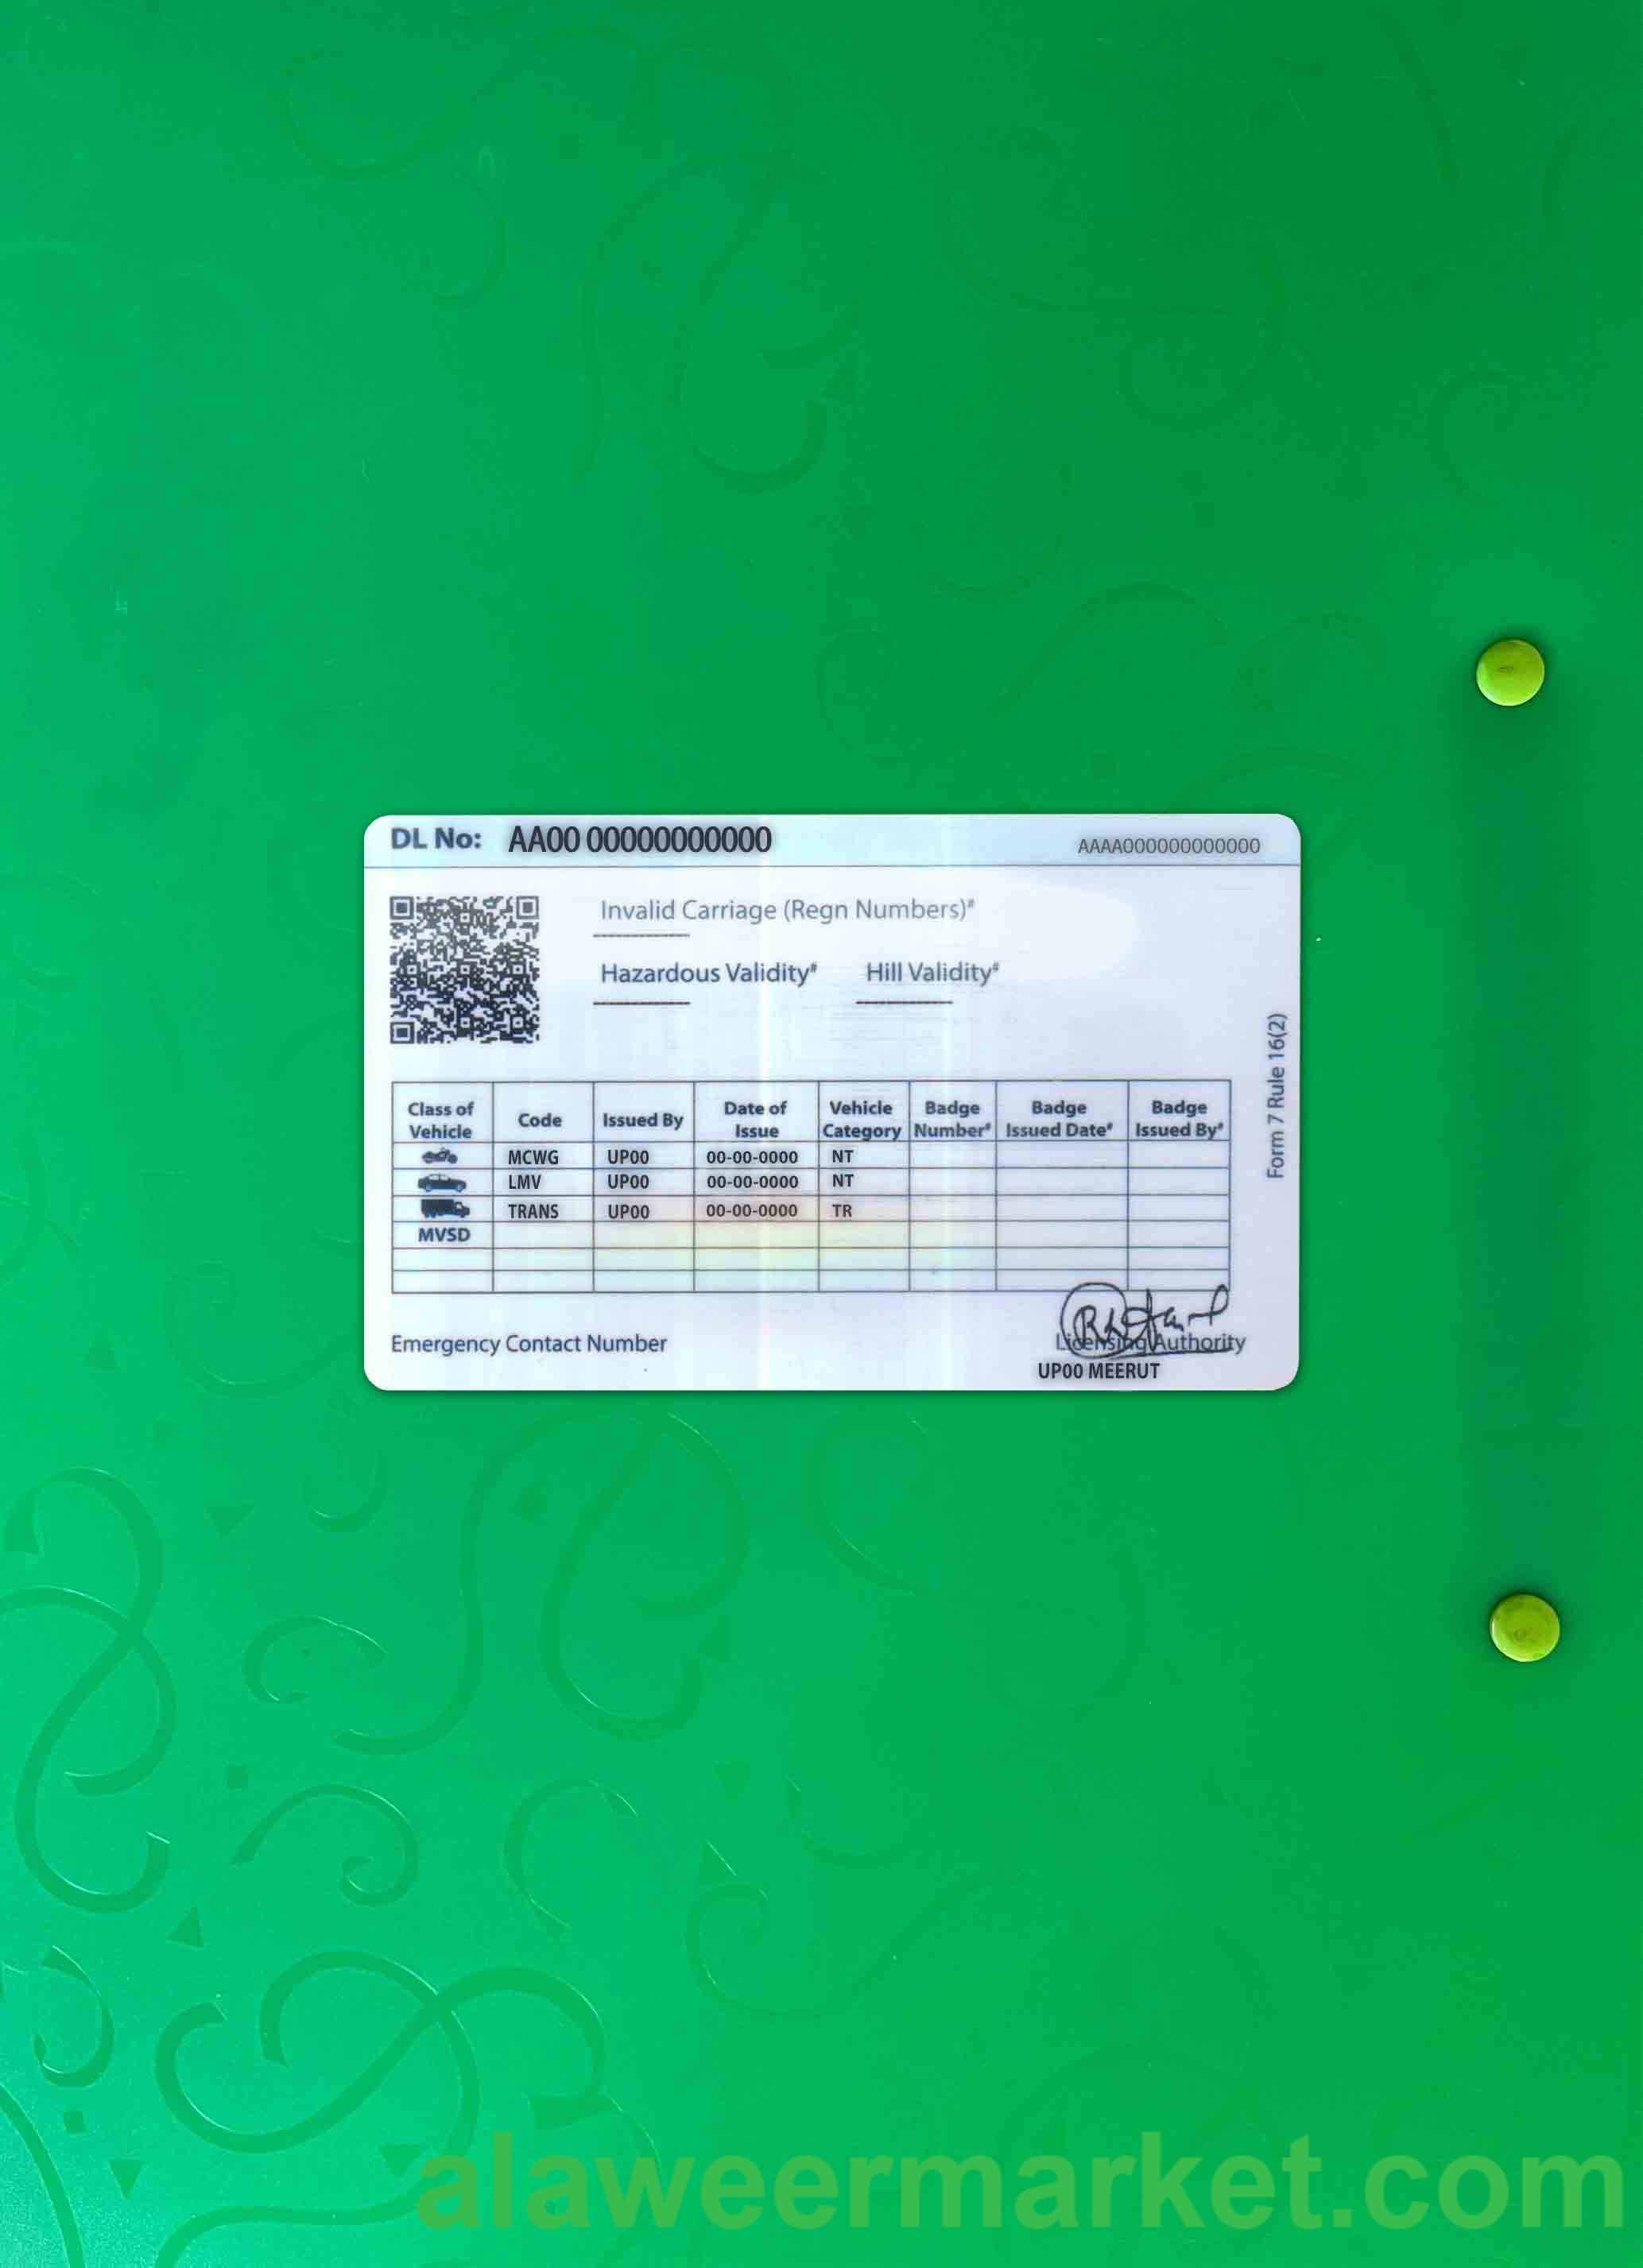 DL No: AA00 00000000000 AAAA000000000000
Invalid Carriage (Regn Numbers)#
Hazardous Validity# Hill Validity#
Form 7 Rule 16(2)
Class of Vehicle Code Issued By Date of Issue Vehicle Category Badge Number# Badge Issued Date# Badge Issued By#
MCWG UP00 00-00-0000 NT
LMV UP00 00-00-0000 NT
TRANS UP00 00-00-0000 TR
MVSD
Emergency Contact Number Licensing Authority
UP00 MEERUT
alaweermarket.com